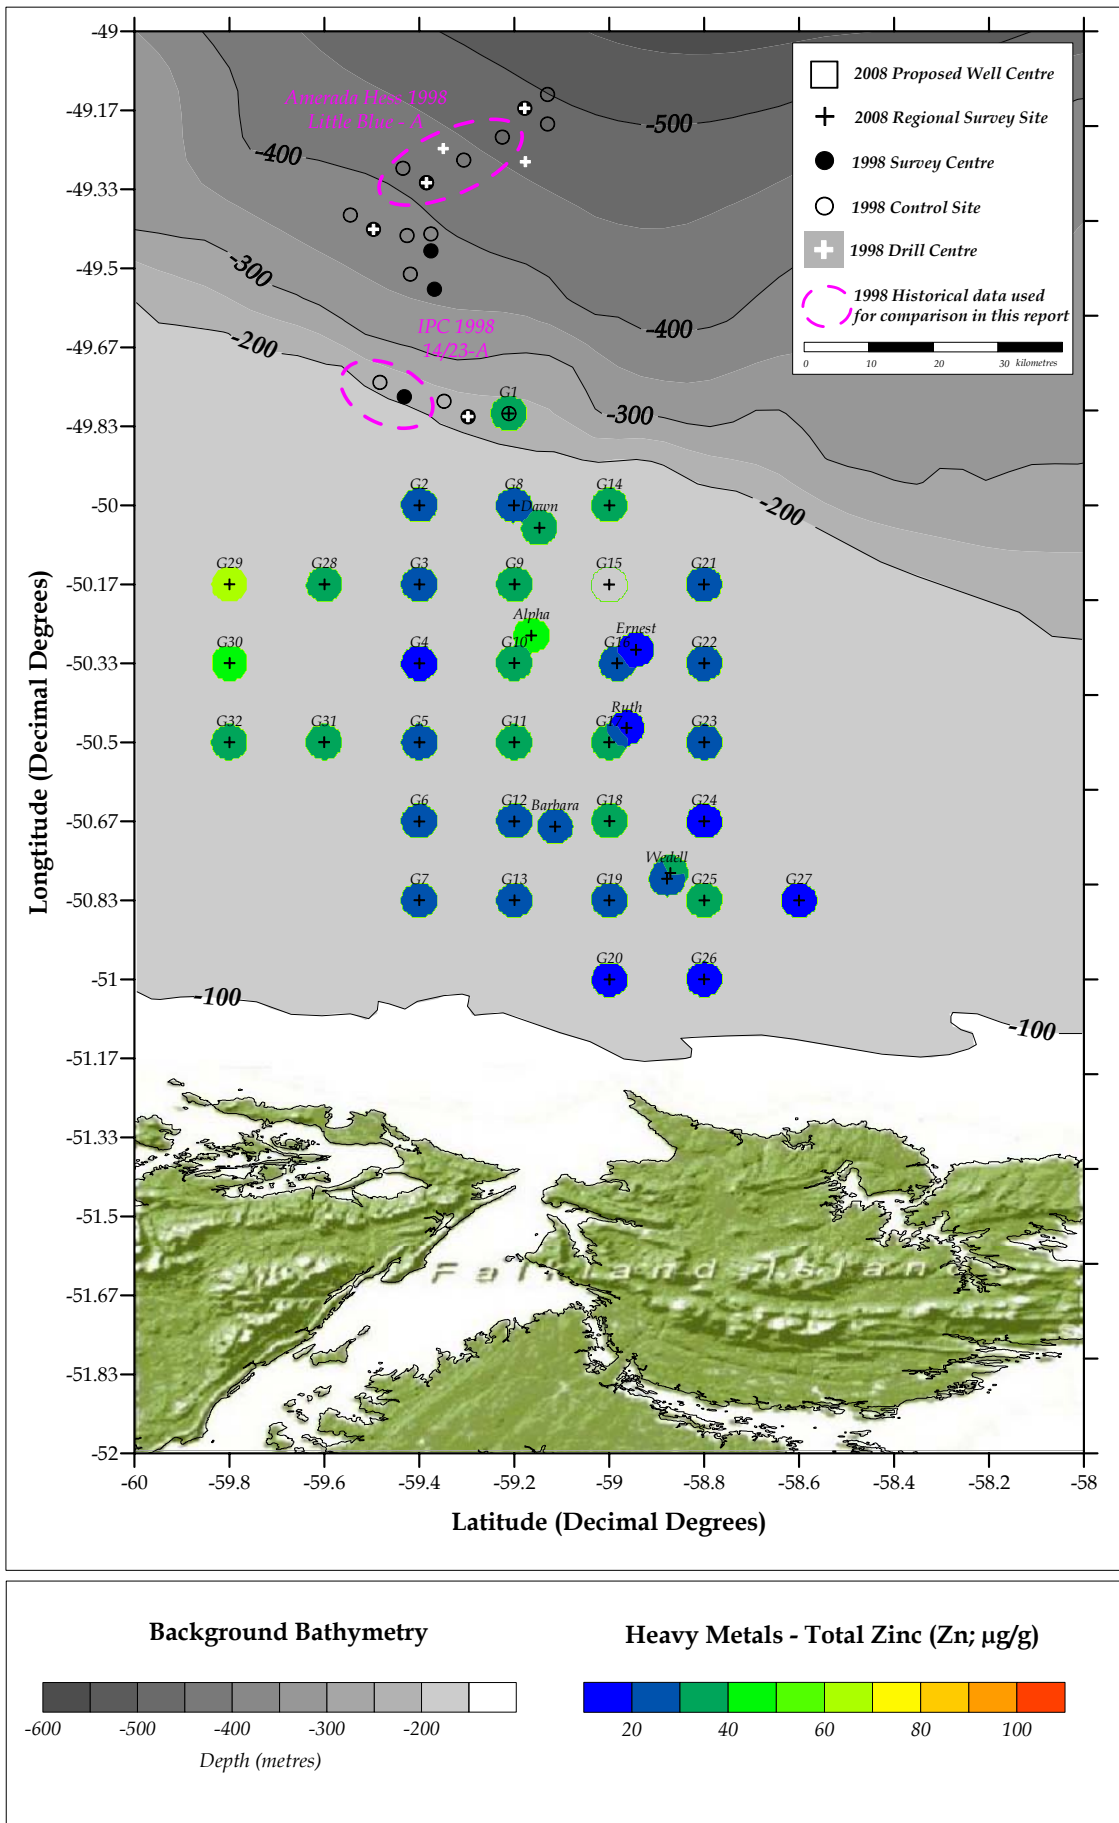 -49
-49.17
-49.33
-49.5
-49.67
-49.83
-50
-50.17
-50.33
-50.5
-50.67
-50.83
-51
-51.17
-51.33
-51.5
-51.67
-51.83
-52
Longtitude (Decimal Degrees)
-60 -59.8 -59.6 -59.4 -59.2 -59 -58.8 -58.6 -58.4 -58.2 -58
Latitude (Decimal Degrees)
Amerada Hess 1998
Little Blue - A
IPC 1998
14/23-A
-500
-400
-300
-400
-200
-300
-200
-100
-100
2008 Proposed Well Centre
2008 Regional Survey Site
1998 Survey Centre
1998 Control Site
1998 Drill Centre
1998 Historical data used
for comparison in this report
0 10 20 30 kilometres
G1
G2 G8 G14
Dawn
G29 G28 G3 G9 G15 G21
Alpha
Ernest
G30 G4 G10 G16 G22
Ruth
G32 G31 G5 G11 G17 G23
G6 G12 Barbara G18 G24
Wedell
G7 G13 G19 G25 G27
G20 G26
Background Bathymetry
-600 -500 -400 -300 -200
Depth (metres)
Heavy Metals - Total Zinc (Zn; µg/g)
20 40 60 80 100